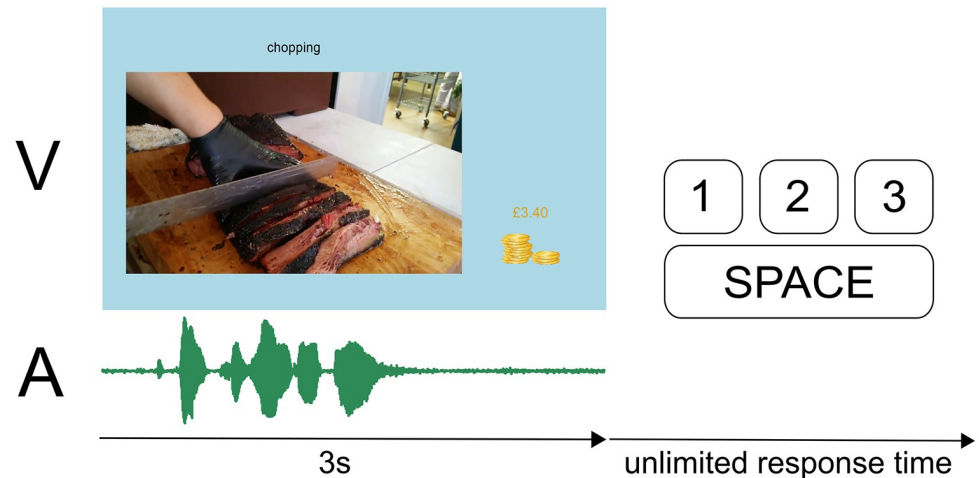 chopping
V
£3.40
1 2 3
SPACE
A
3s
unlimited response time